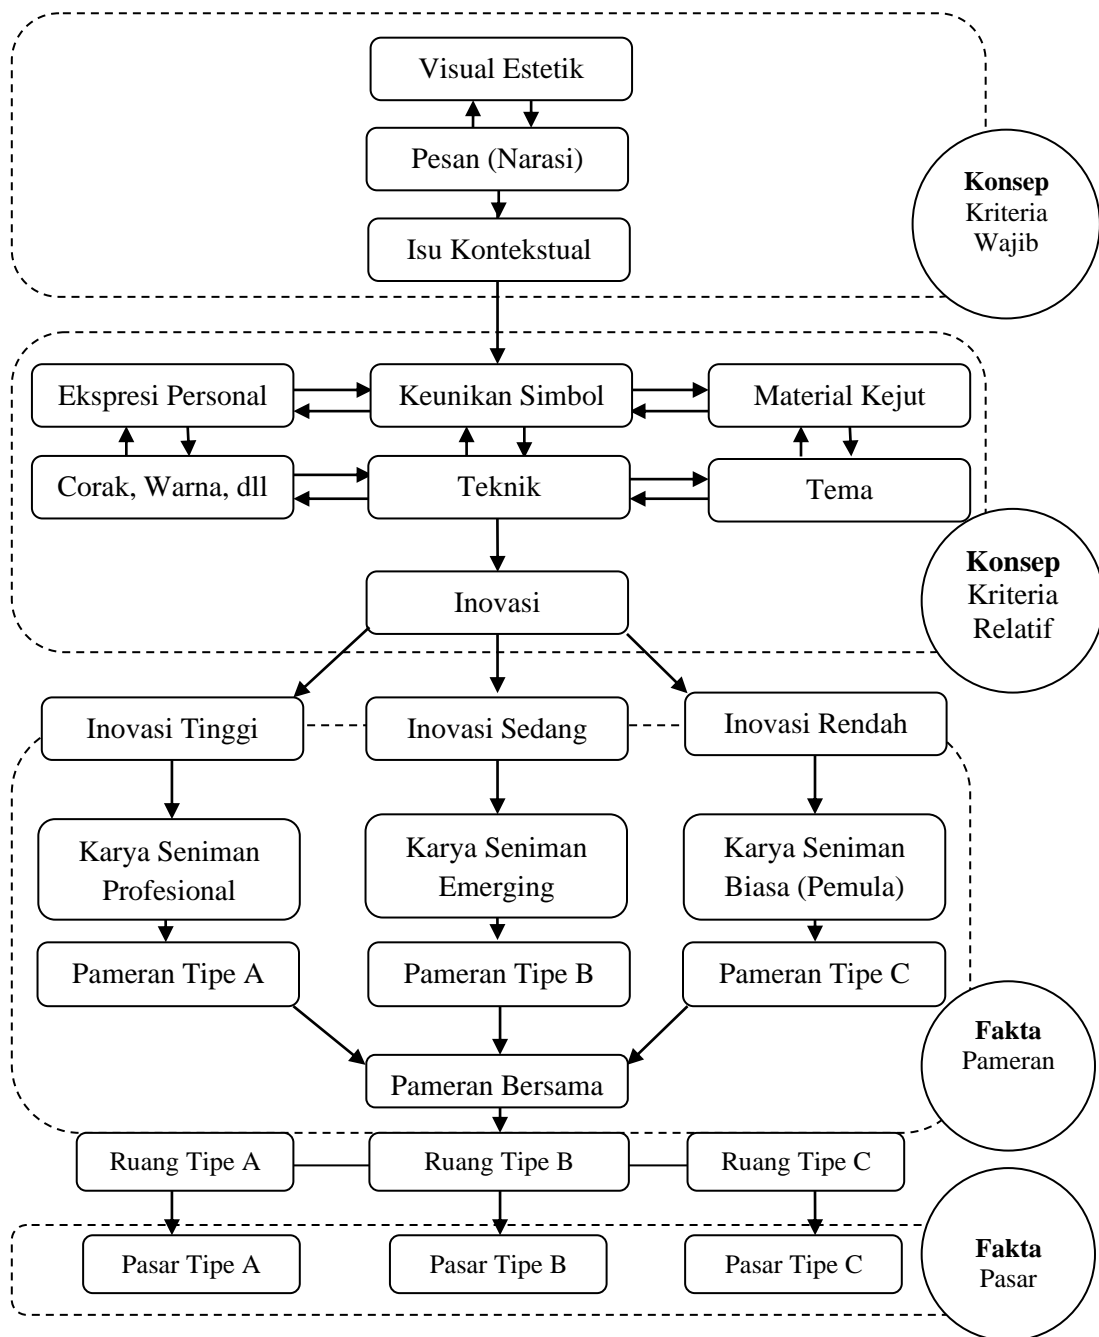 Visual Estetik
Pesan (Narasi)
Isu Kontekstual
Konsep
Kriteria
Wajib
Ekspresi Personal
Keunikan Simbol
Material Kejut
Corak, Warna, dll
Teknik
Tema
Inovasi
Konsep
Kriteria
Relatif
Inovasi Tinggi
Inovasi Sedang
Inovasi Rendah
Karya Seniman
Profesional
Karya Seniman
Emerging
Karya Seniman
Biasa (Pemula)
Pameran Tipe A
Pameran Tipe B
Pameran Tipe C
Pameran Bersama
Fakta
Pameran
Ruang Tipe A
Ruang Tipe B
Ruang Tipe C
Pasar Tipe A
Pasar Tipe B
Pasar Tipe C
Fakta
Pasar